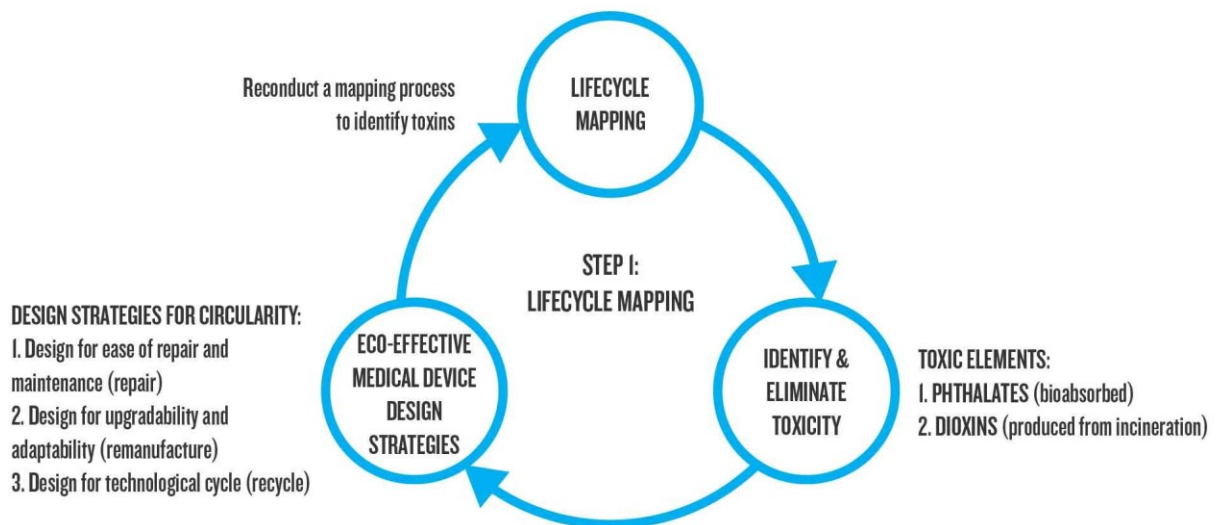 Reconduct a mapping process
to identify toxins
LIFECYCLE
MAPPING
STEP 1:
LIFECYCLE MAPPING
DESIGN STRATEGIES FOR CIRCULARITY:
1. Design for ease of repair and
maintenance (repair)
2. Design for upgradability and
adaptability (remanufacture)
3. Design for technological cycle (recycle)
ECO-EFFECTIVE
MEDICAL DEVICE
DESIGN
STRATEGIES
IDENTIFY &
ELIMINATE
TOXICITY
TOXIC ELEMENTS:
1. PHTHALATES (bioabsorbed)
2. DIOXINS (produced from incineration)